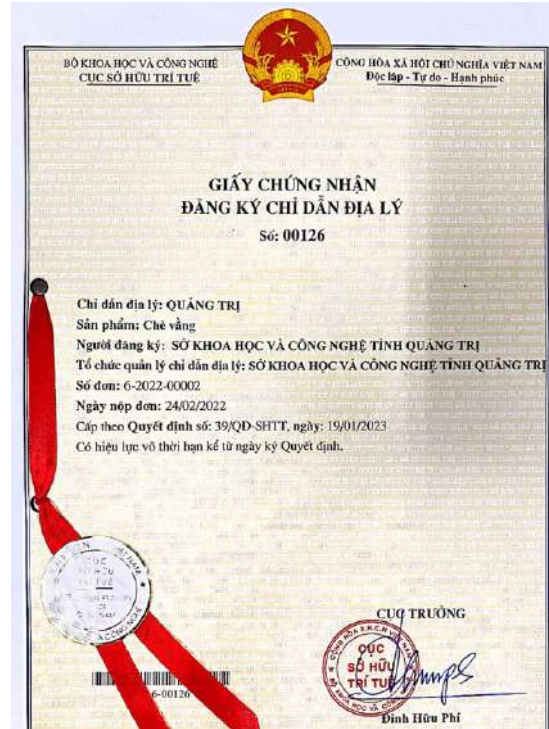 BỘ KHOA HỌC VÀ CÔNG NGHỆ
CỤC SỞ HỮU TRÍ TUỆ
CỘNG HÒA XÃ HỘI CHỦ NGHĨA VIỆT NAM
Độc lập - Tự do - Hạnh phúc
GIẤY CHỨNG NHẬN
ĐĂNG KÝ CHỈ DẪN ĐỊA LÝ
Số: 00126
Chỉ dẫn địa lý: QUẢNG TRỊ
Sản phẩm: Chè vằng
Người đăng ký: SỞ KHOA HỌC VÀ CÔNG NGHỆ TỈNH QUẢNG TRỊ
Tổ chức quản lý chỉ dẫn địa lý: SỞ KHOA HỌC VÀ CÔNG NGHỆ TỈNH QUẢNG TRỊ
Số đơn: 6-2022-00002
Ngày nộp đơn: 24/02/2022
Cấp theo Quyết định số: 39/QĐ-SHTT, ngày: 19/01/2023
Có hiệu lực vô thời hạn kể từ ngày ký Quyết định.
CỤC
SỞ HỮU
TRÍ TUỆ
6-00126
CỤC TRƯỞNG
CỤC
SỞ HỮU
TRÍ TUỆ
Đinh Hữu Phí